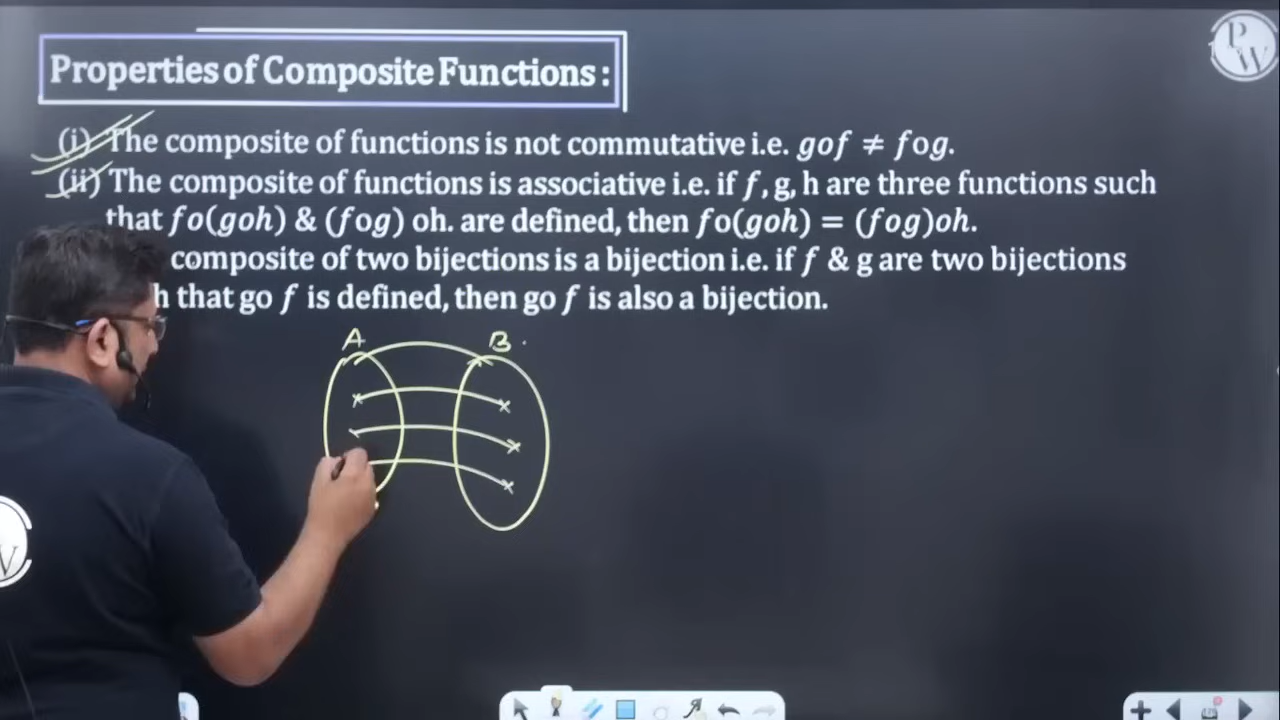 P
W
Properties of Composite Functions :
(i) The composite of functions is not commutative i.e. gof ≠ fog.
(ii) The composite of functions is associative i.e. if f, g, h are three functions such
that fo(goh) & (fog) oh. are defined, then fo(goh) = (fog)oh.
composite of two bijections is a bijection i.e. if f & g are two bijections
h that go f is defined, then go f is also a bijection.
A B